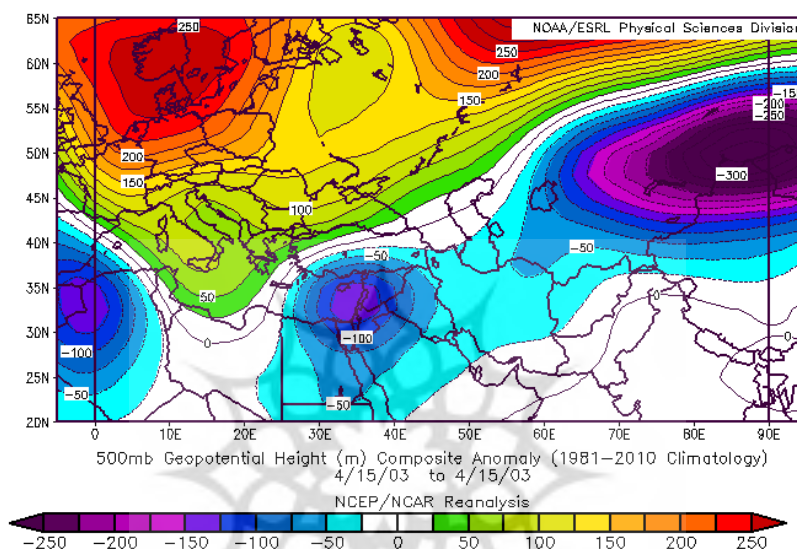 65N
60N
55N
50N
45N
40N
35N
30N
25N
20N
NOAA/ESRL Physical Sciences Division
250
250
200
150
200
150
100
50
0
-50
-100
-50
-50
-100
-50
-50
-200
-250
-300
0
0 10E 20E 30E 40E 50E 60E 70E 80E 90E
500mb Geopotential Height (m) Composite Anomaly (1981-2010 Climatology)
4/15/03 to 4/15/03
NCEP/NCAR Reanalysis
-250 -200 -150 -100 -50 0 50 100 150 200 250